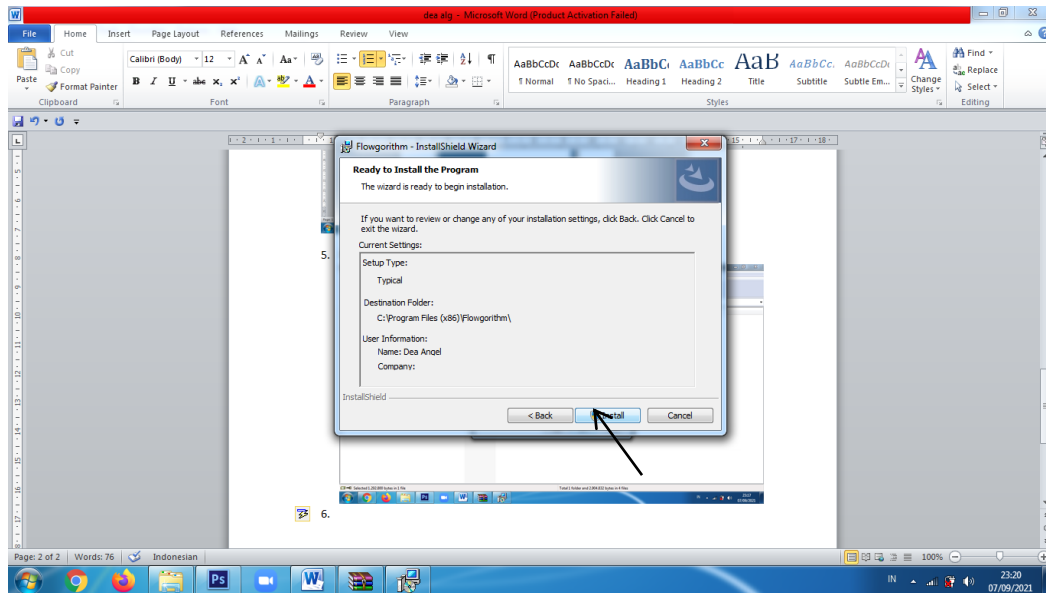 dea alg - Microsoft Word (Product Activation Failed)
File Home Insert Page Layout References Mailings Review View
Paste
Cut
Copy
Format Painter
Clipboard
Calibri (Body) 12
Font
Paragraph
AaBbCcDc AaBbCcDc AaBbC AaBbCc AaB AaBbCc. AaBbCcDc
¶ Normal ¶ No Spaci... Heading 1 Heading 2 Title Subtitle Subtle Em...
Styles
Change Styles
Find
Replace
Select
Editing
Flowgorithm - InstallShield Wizard
Ready to Install the Program
The wizard is ready to begin installation.
If you want to review or change any of your installation settings, click Back. Click Cancel to
exit the wizard.
Current Settings:
Setup Type:
Typical
Destination Folder:
C:\Program Files (x86)\Flowgorithm\
User Information:
Name: Dea Angel
Company:
InstallShield
< Back Install Cancel
5.
6.
Page: 2 of 2 Words: 76 Indonesian 100%
Ps W IN 23:20
07/09/2021